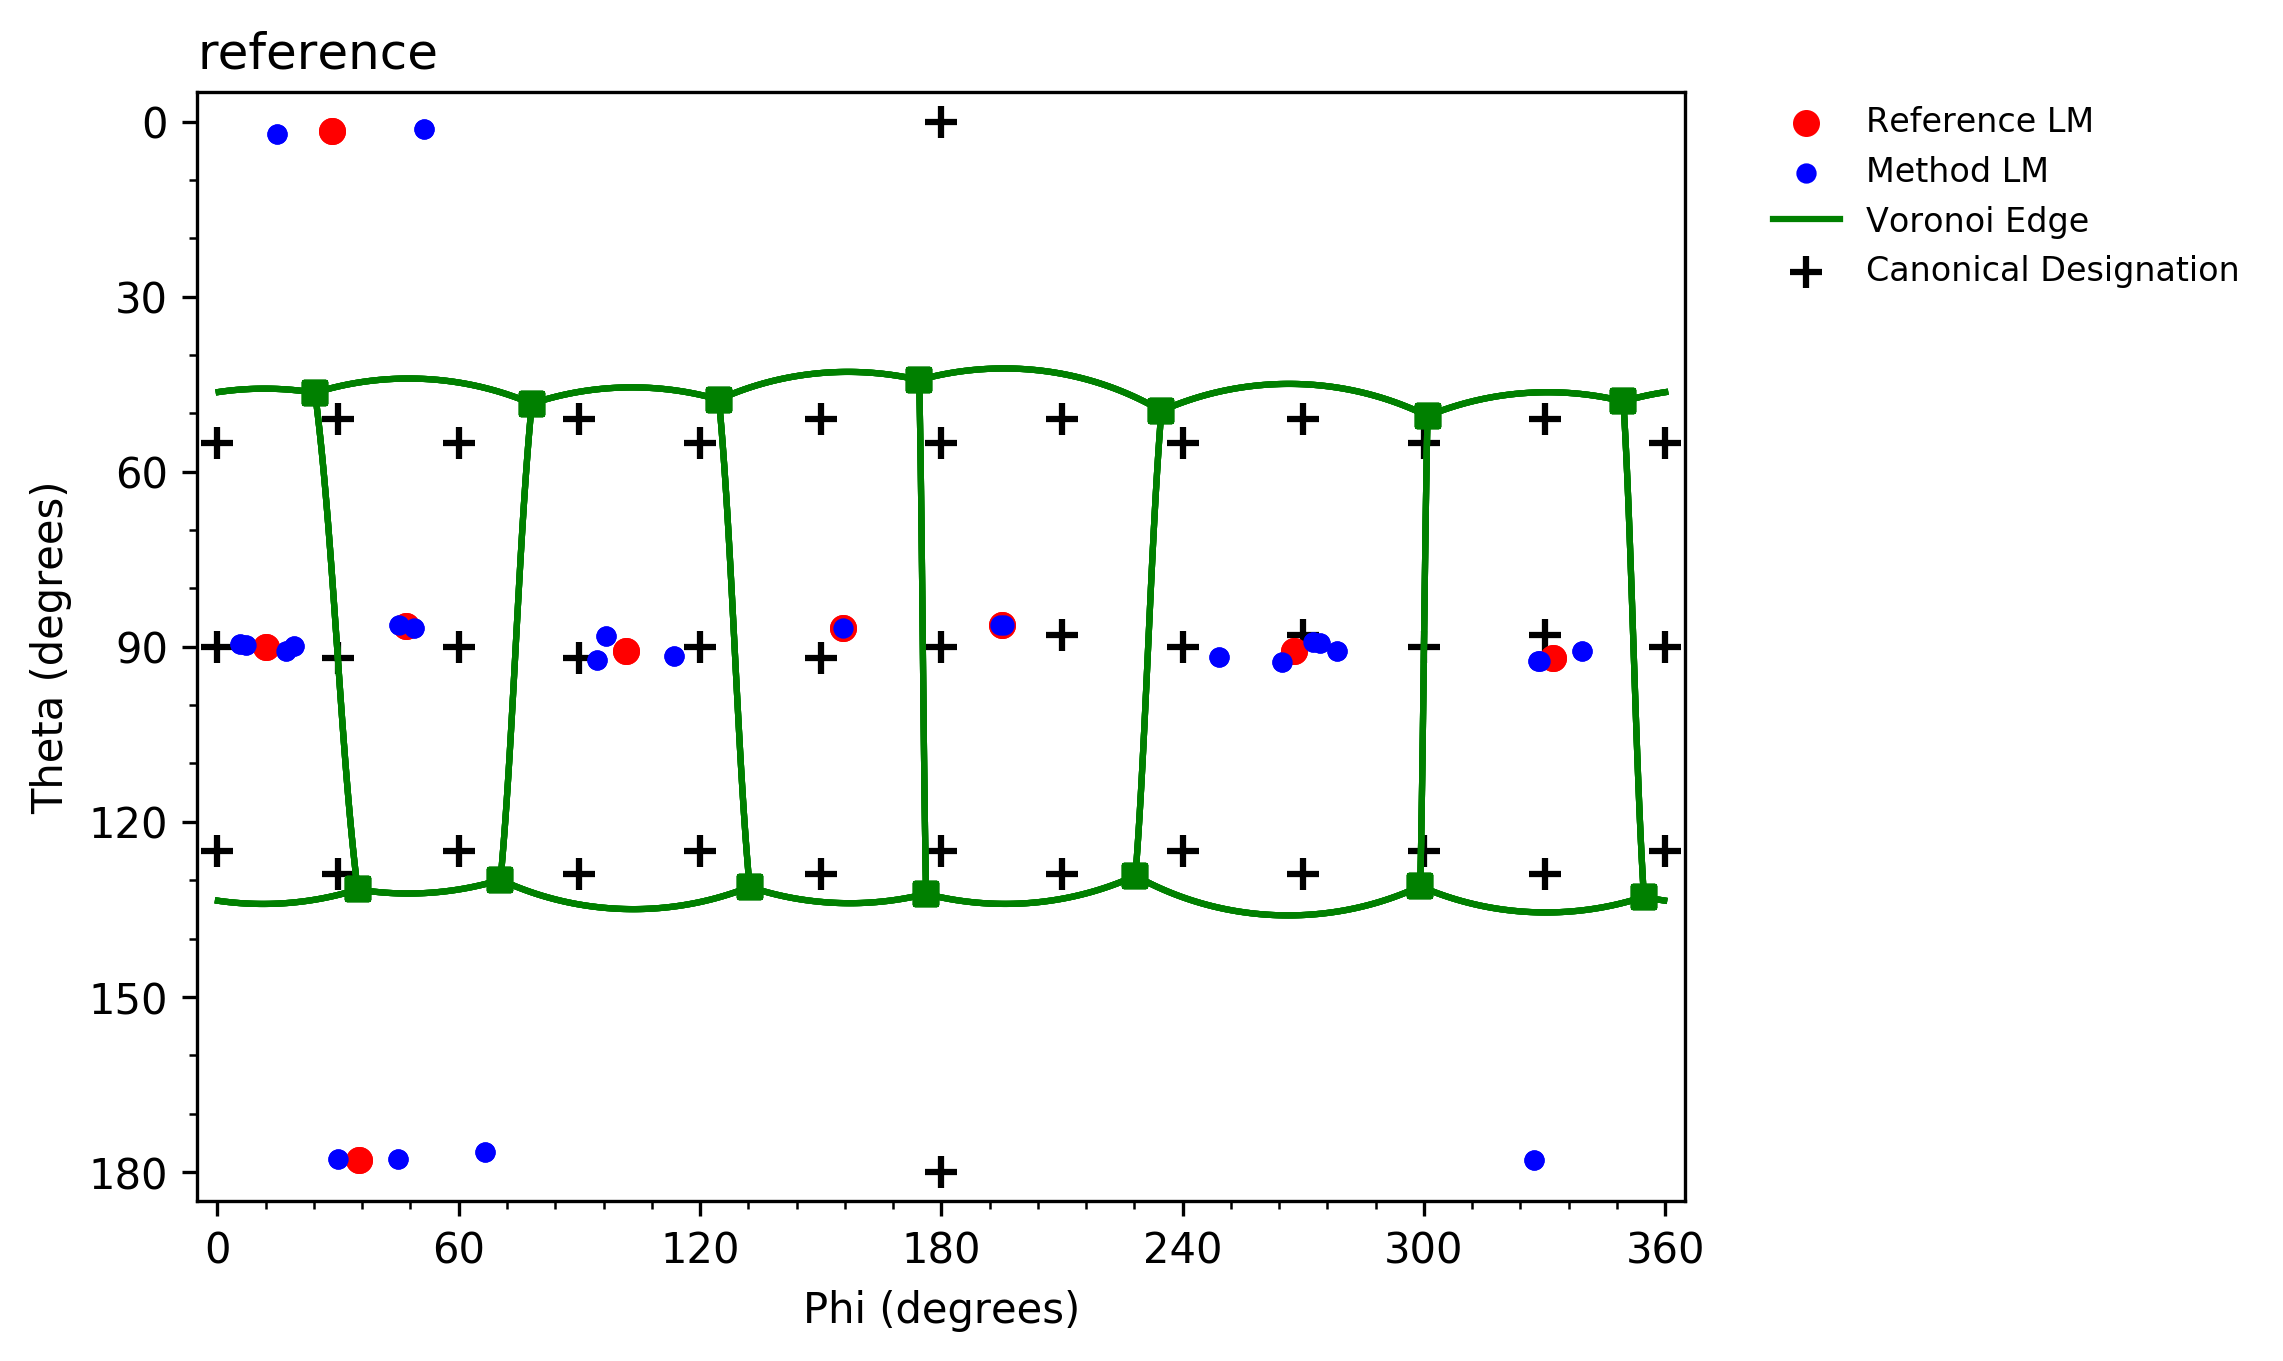 reference
Reference LM
Method LM
Voronoi Edge
Canonical Designation
Theta (degrees)
0
30
60
90
120
150
180
0 60 120 180 240 300 360
Phi (degrees)